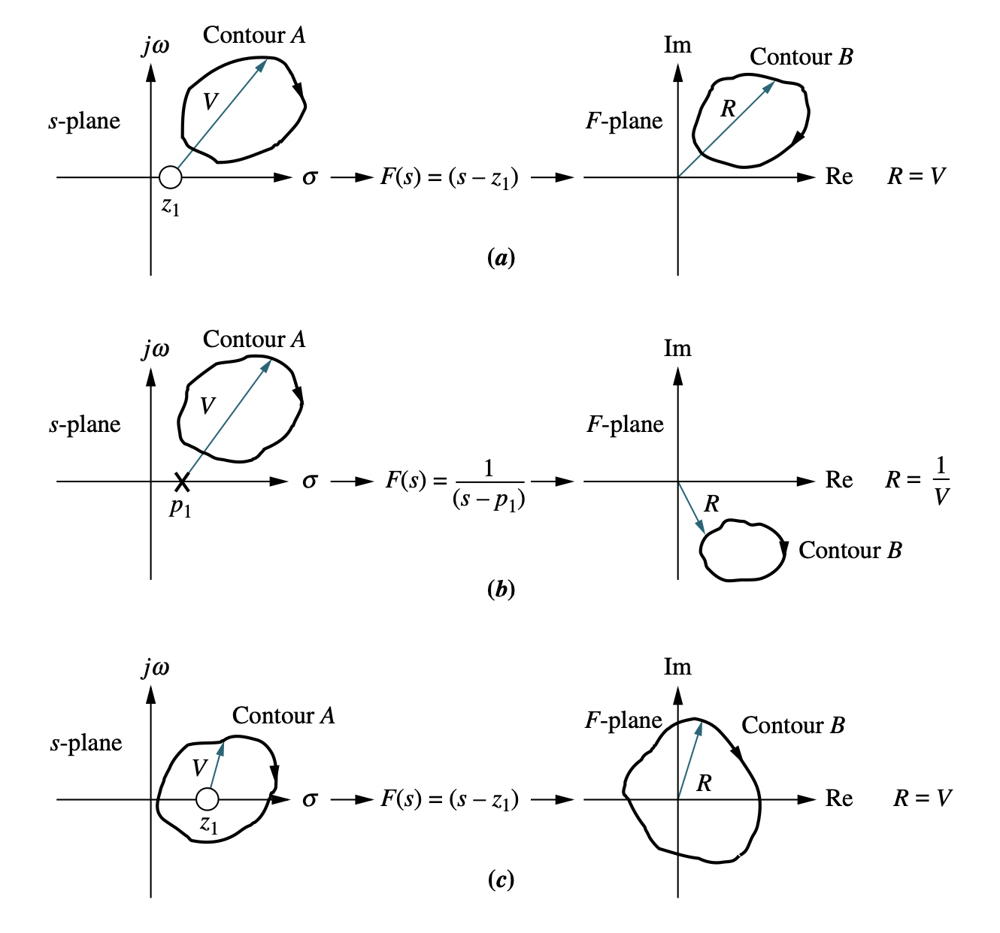 Contour A
jω
V
s-plane
z₁
σ
F(s) = (s – z₁)
Im
Contour B
R
F-plane
Re
R = V
(a)
Contour A
jω
V
s-plane
p₁
σ
F(s) = 1/(s – p₁)
Im
F-plane
Re
R
Contour B
R = 1/V
(b)
jω
Contour A
s-plane
V
z₁
σ
F(s) = (s – z₁)
Im
F-plane
Contour B
R
Re
R = V
(c)